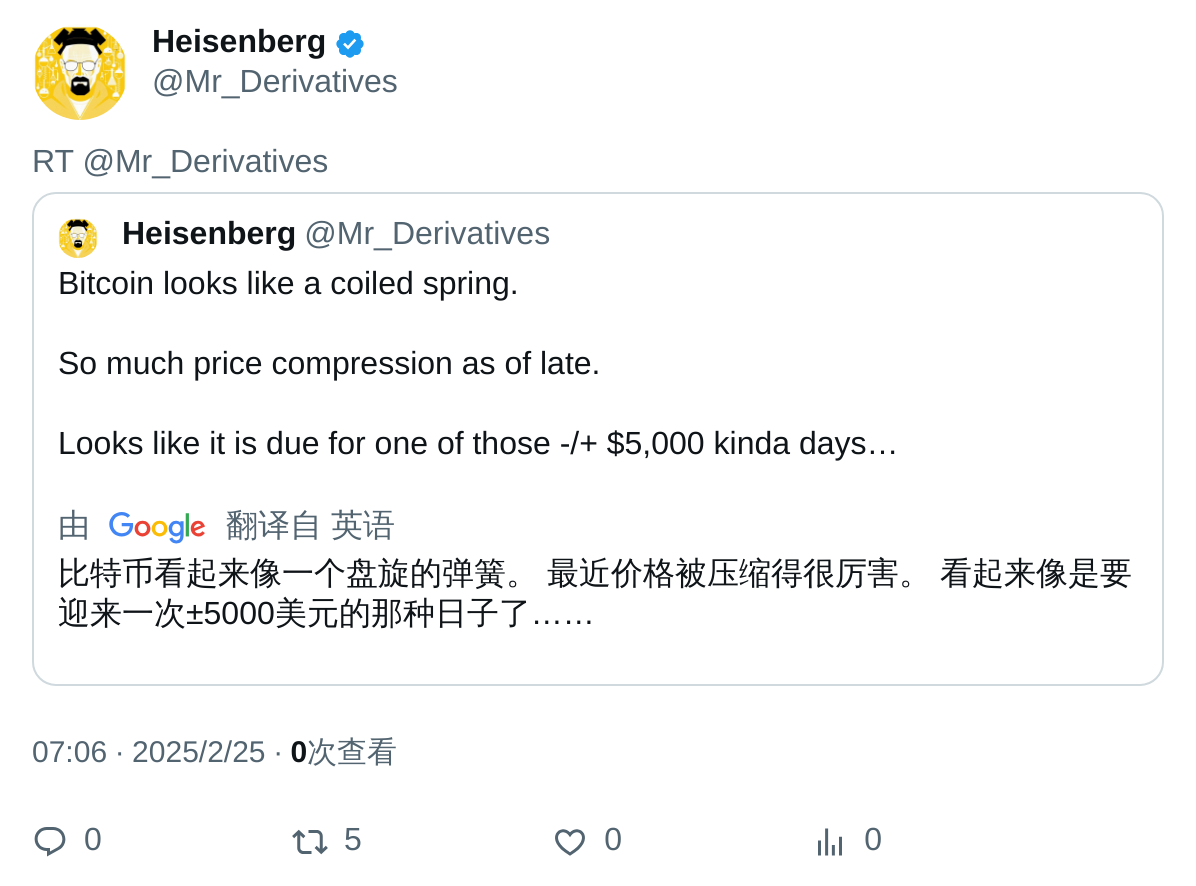 Heisenberg
@Mr_Derivatives
RT @Mr_Derivatives
Heisenberg @Mr_Derivatives
Bitcoin looks like a coiled spring.
So much price compression as of late.
Looks like it is due for one of those -/+ $5,000 kinda days…
由 Google 翻译自 英语
比特币看起来像一个盘旋的弹簧。 最近价格被压缩得很厉害。 看起来像是要
迎来一次±5000美元的那种日子了……
07:06 · 2025/2/25 · 0次查看
0 5 0 0